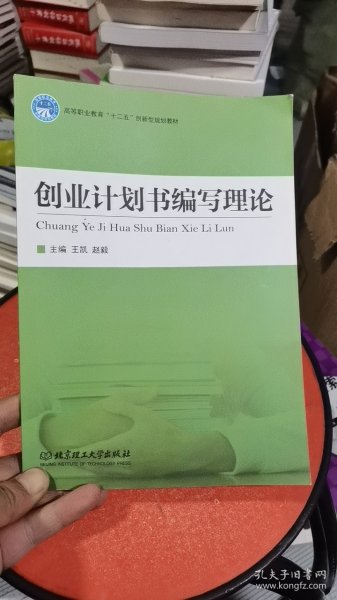 高等职业教育“十二五”创新型规划教材
创业计划书编写理论
Chuang Ye Ji Hua Shu Bian Xie Li Lun
主编 王凯 赵毅
北京理工大学出版社
BEIJING INSTITUTE OF TECHNOLOGY PRESS
孔夫子旧书网
www.kongfz.com